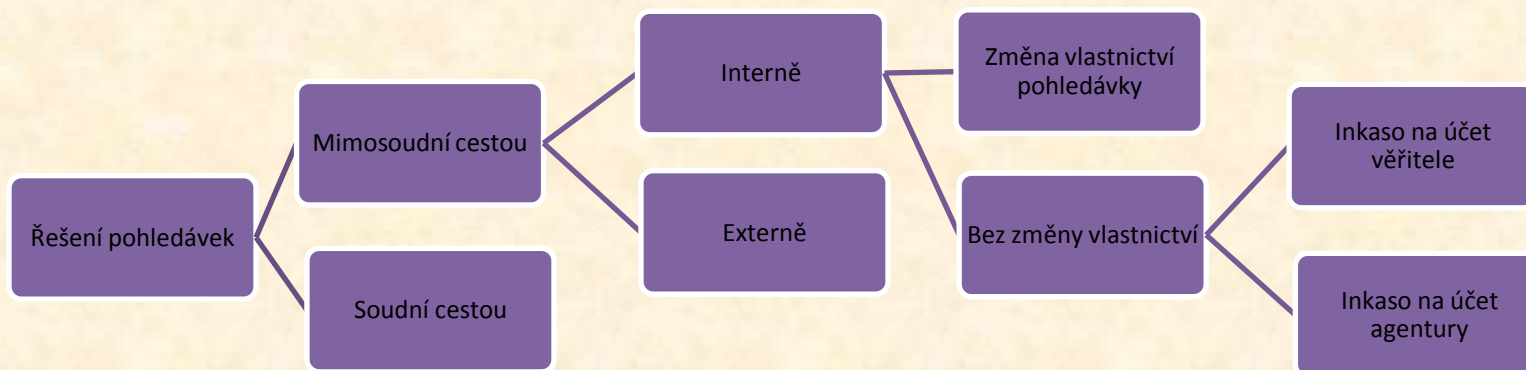 Řešení pohledávek
Mimosoudní cestou
Soudní cestou
Interně
Externě
Změna vlastnictví
pohledávky
Bez změny vlastnictví
Inkaso na účet
věřitele
Inkaso na účet
agentury